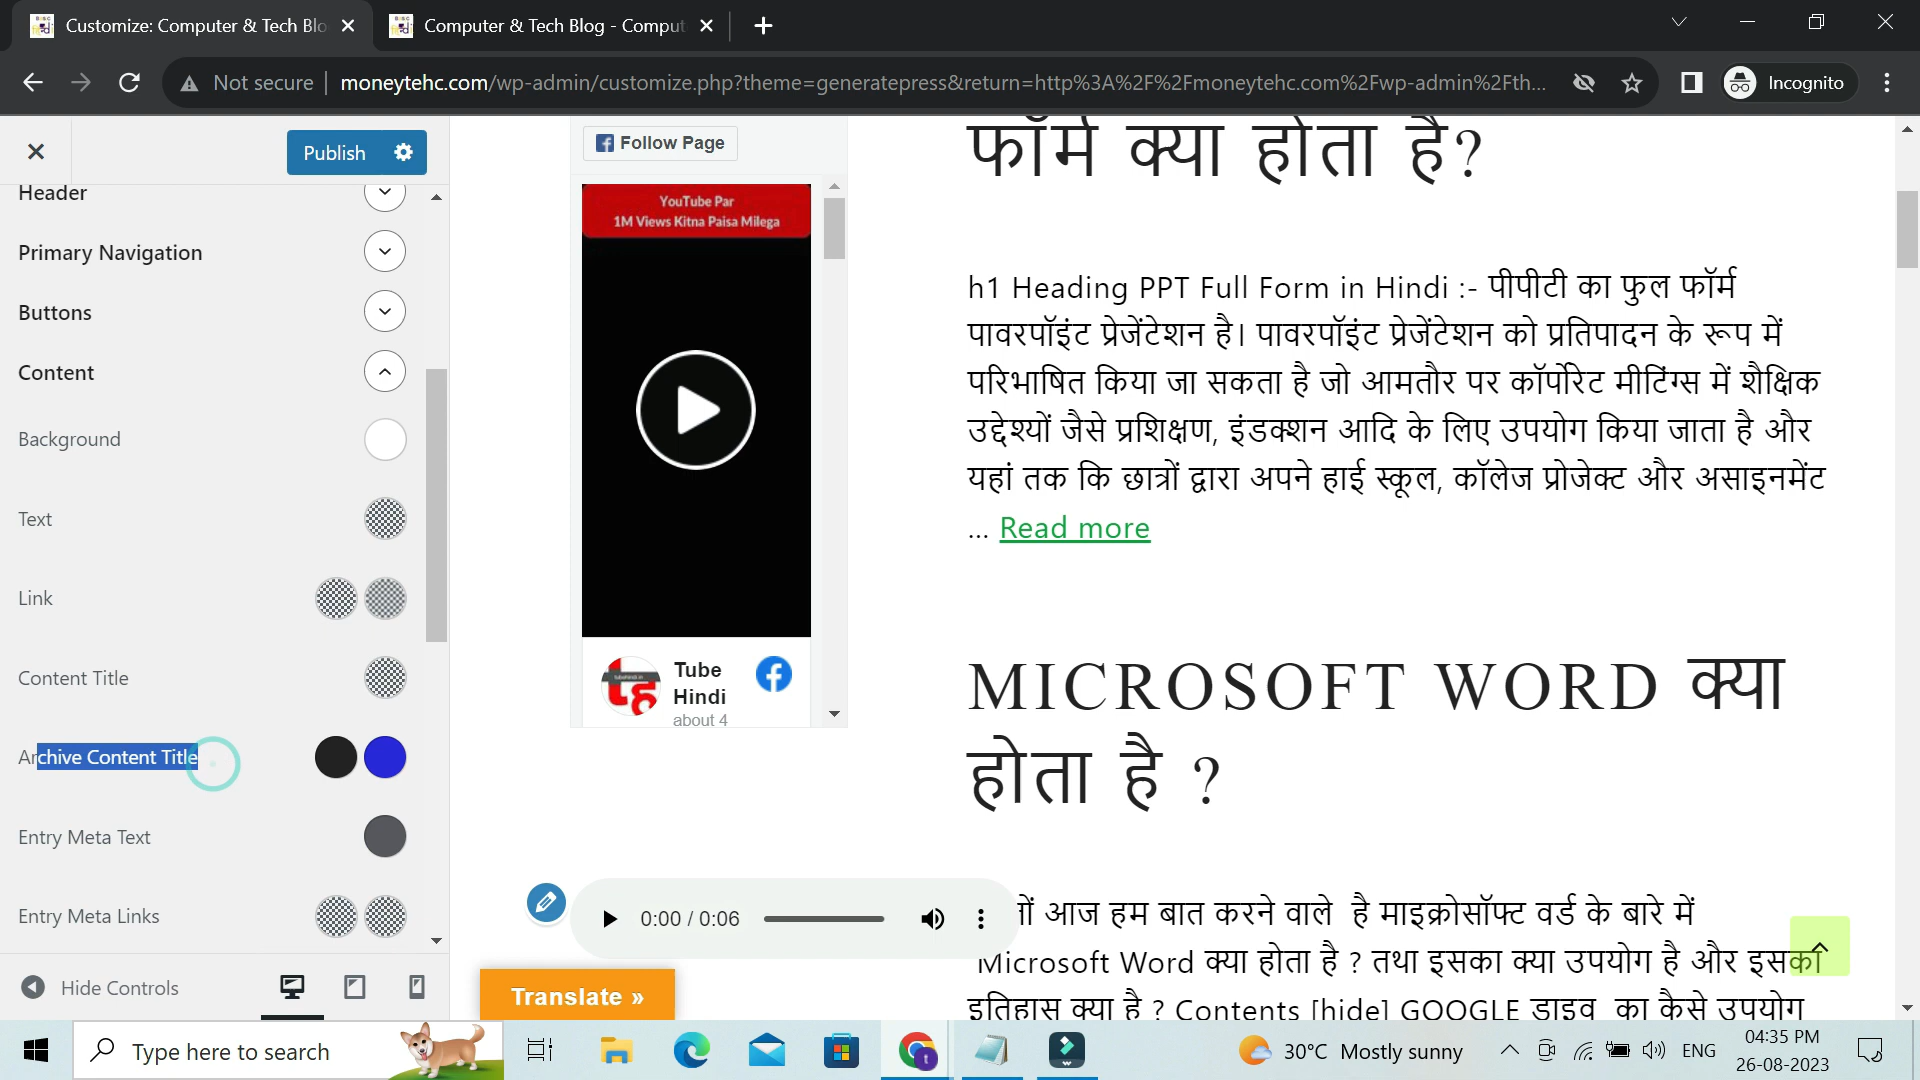 Customize: Computer & Tech Blo
Computer & Tech Blog - Comput
Not secure
moneytehc.com/wp-admin/customize.php?theme=generatepress&return=http%3A%2F%2Fmoneytehc.com%2Fwp-admin%2Fth...
Incognito
Publish
Header
Primary Navigation
Buttons
Content
Background
Text
Link
Content Title
Archive Content Title
Entry Meta Text
Entry Meta Links
Hide Controls
Follow Page
YouTube Par
1M Views Kitna Paisa Milega
Tube
Hindi
about 4
फॉर्म क्या होता है?
h1 Heading PPT Full Form in Hindi :- पीपीटी का फुल फॉर्म
पावरपॉइंट प्रेजेंटेशन है। पावरपॉइंट प्रेजेंटेशन को प्रतिपादन के रूप में
परिभाषित किया जा सकता है जो आमतौर पर कॉर्पोरेट मीटिंग्स में शैक्षिक
उद्देश्यों जैसे प्रशिक्षण, इंडक्शन आदि के लिए उपयोग किया जाता है और
यहां तक कि छात्रों द्वारा अपने हाई स्कूल, कॉलेज प्रोजेक्ट और असाइनमेंट
... Read more
MICROSOFT WORD क्या
होता है ?
आज हम बात करने वाले है माइक्रोसॉफ्ट वर्ड के बारे में
Microsoft Word क्या होता है ? तथा इसका क्या उपयोग है और इसका
इतिहास क्या है ? Contents [hide] GOOGLE डाइव का कैसे उपयोग
0:00 / 0:06
Translate »
Type here to search
30°C Mostly sunny
ENG
04:35 PM
26-08-2023